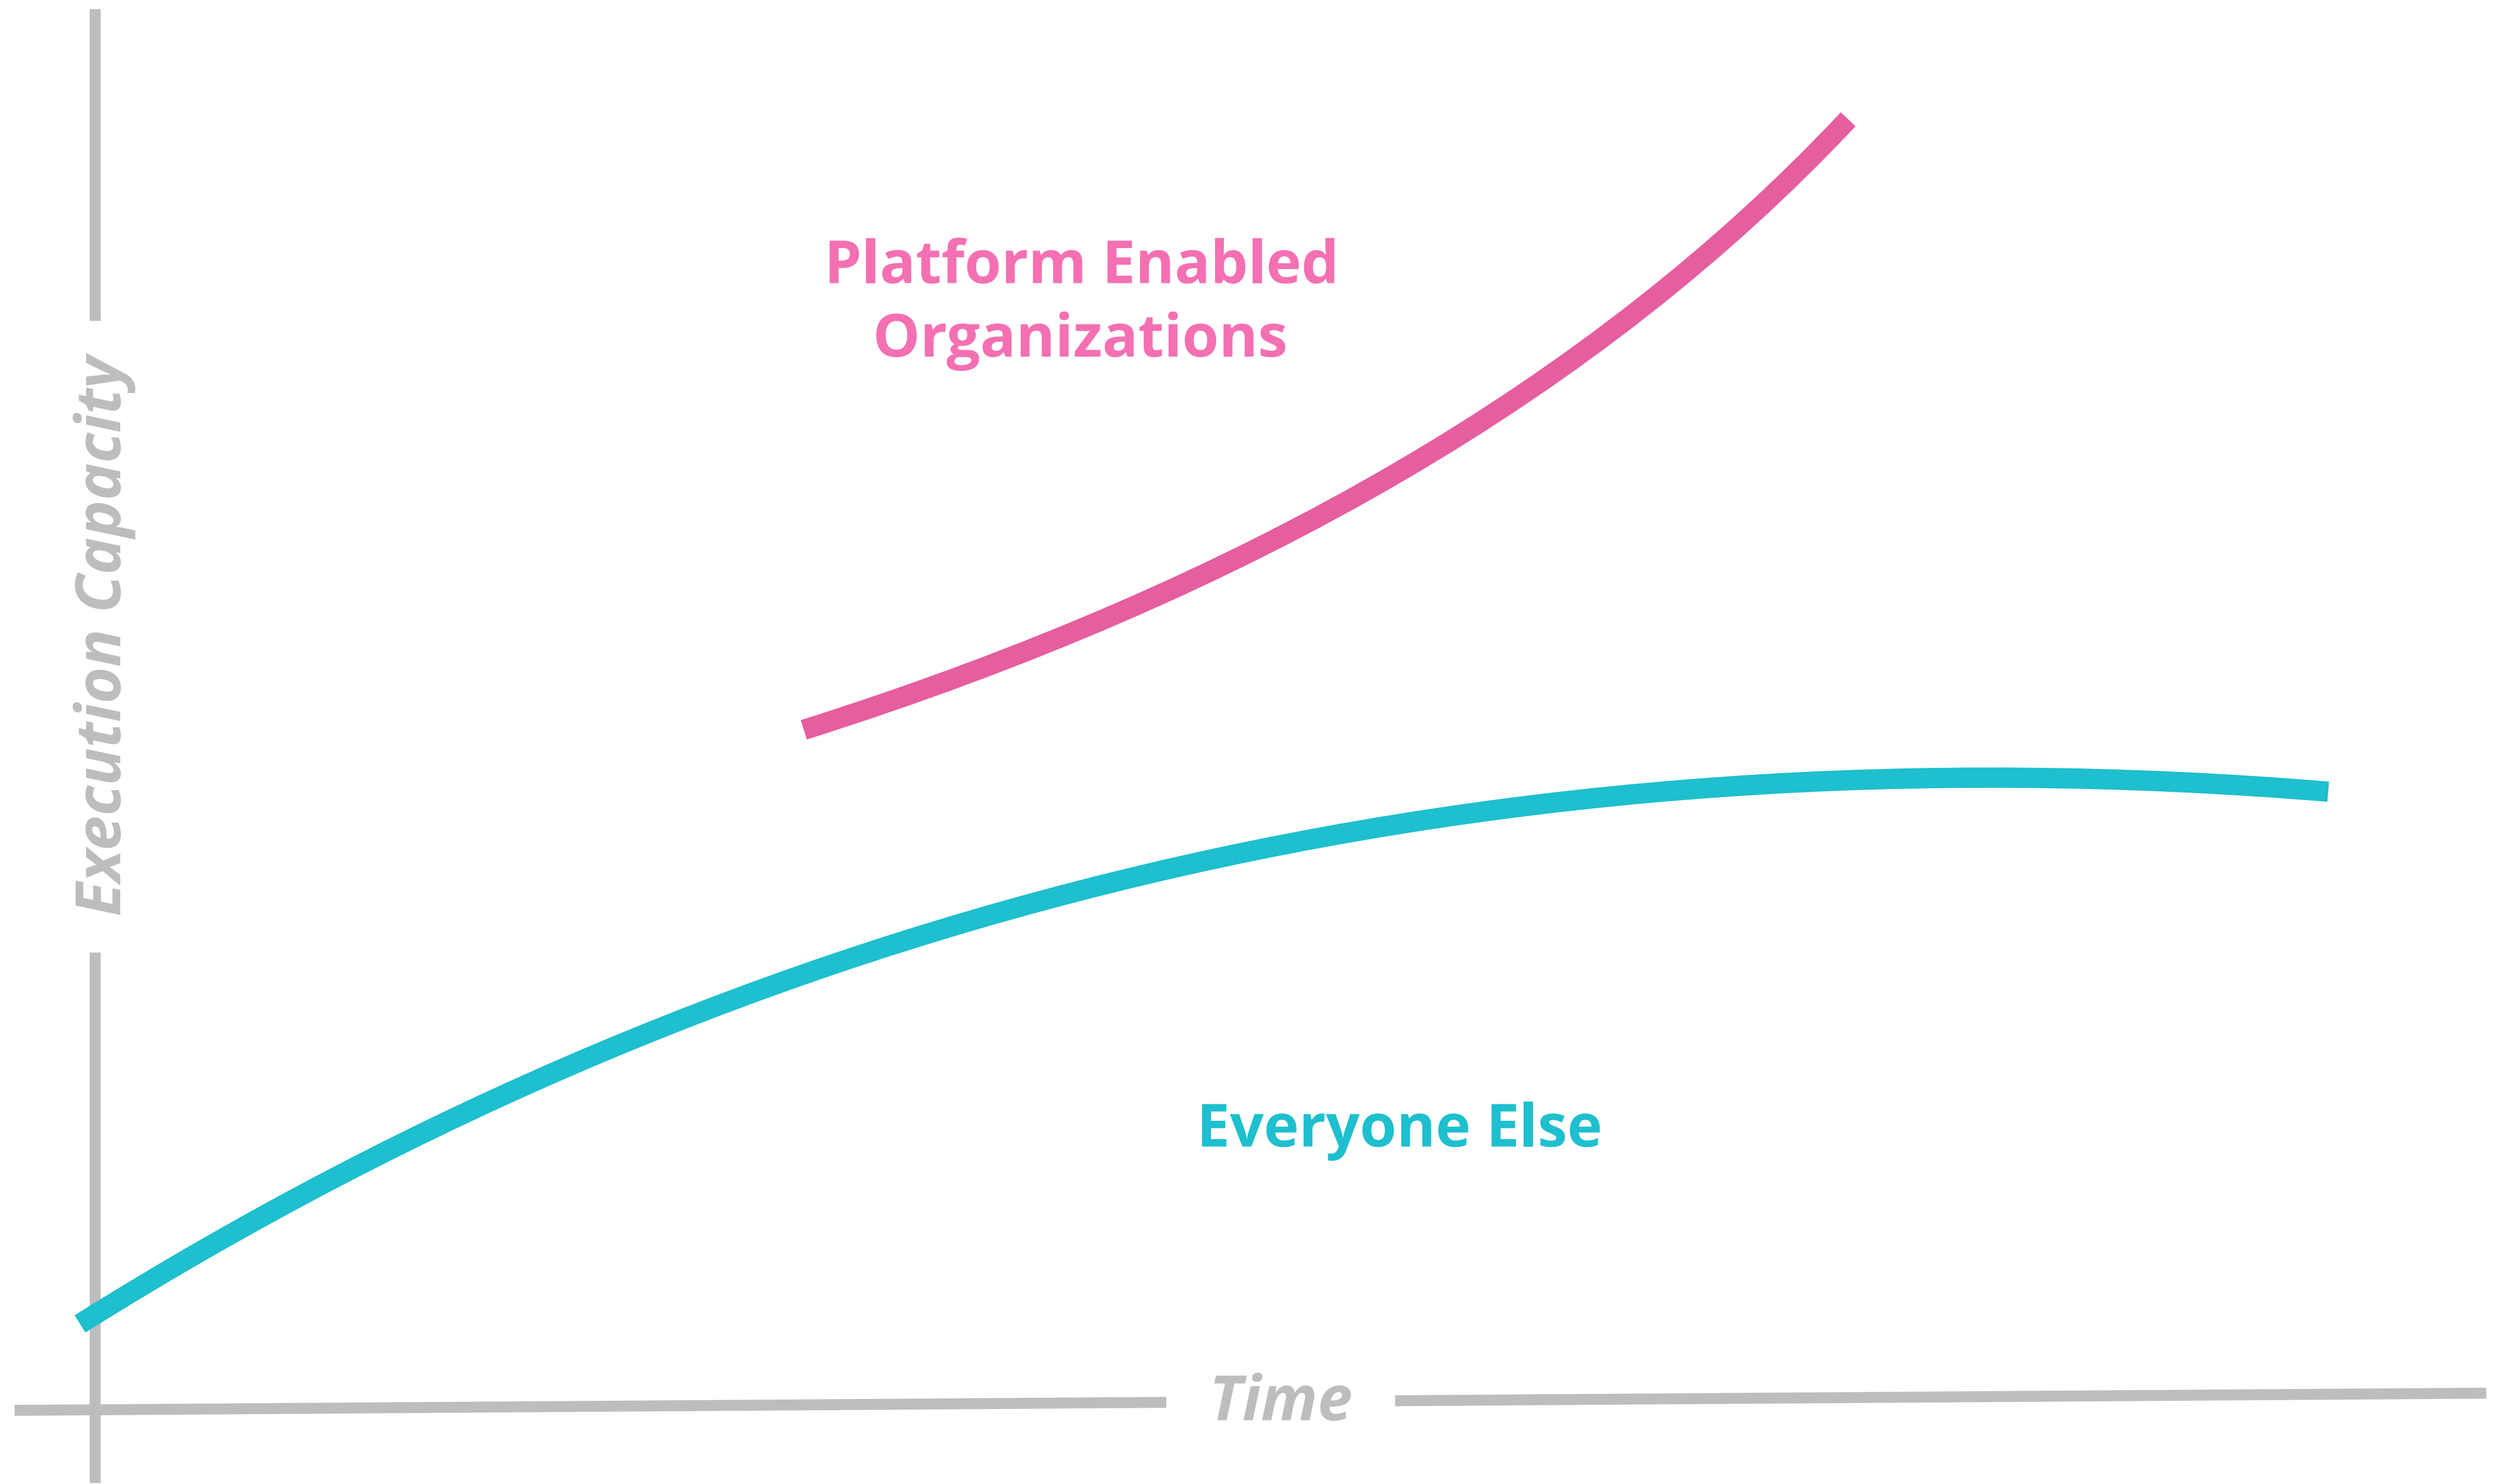 Platform Enabled
Organizations
Execution Capacity
Everyone Else
Time